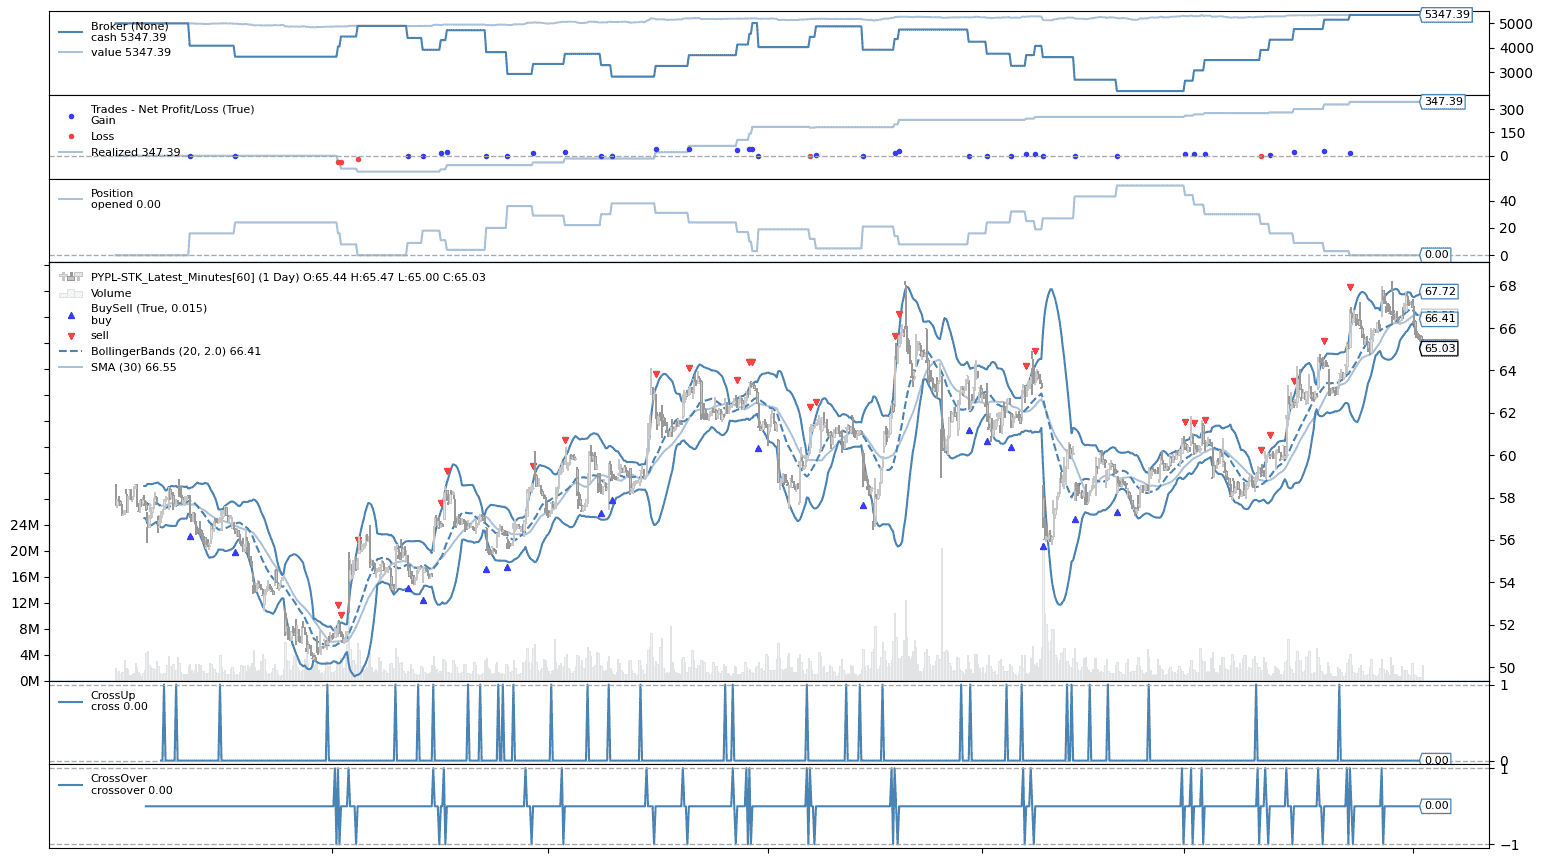 Broker (None)
cash 5347.39
value 5347.39
5347.39
5000
4000
3000
Trades - Net Profit/Loss (True)
Gain
Loss
Realized 347.39
347.39
300
150
0
Position
opened 0.00
40
20
0
0.00
PYPL-STK_Latest_Minutes[60] (1 Day) O:65.44 H:65.47 L:65.00 C:65.03
Volume
BuySell (True, 0.015)
buy
sell
BollingerBands (20, 2.0) 66.41
SMA (30) 66.55
67.72
66.41
65.03
68
66
64
62
60
58
56
54
52
50
24M
20M
16M
12M
8M
4M
0M
CrossUp
cross 0.00
1
0
0.00
CrossOver
crossover 0.00
1
0.00
−1